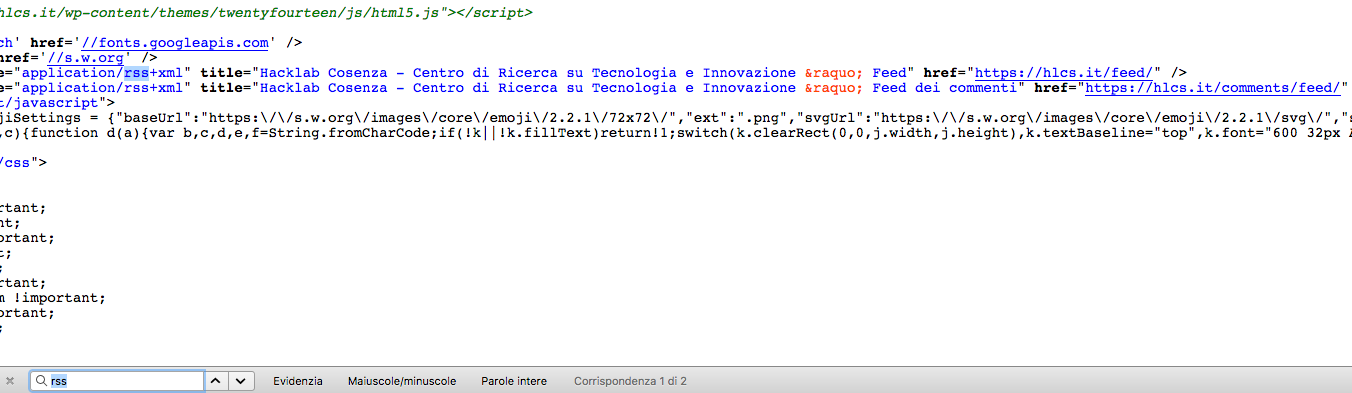 hlcs.it/wp-content/themes/twentyfourteen/js/html5.js"></script>
ch' href='//fonts.googleapis.com' />
href='//s.w.org' />
e="application/rss+xml" title="Hacklab Cosenza - Centro di Ricerca su Tecnologia e Innovazione &raquo; Feed" href="https://hlcs.it/feed/" />
e="application/rss+xml" title="Hacklab Cosenza - Centro di Ricerca su Tecnologia e Innovazione &raquo; Feed dei commenti" href="https://hlcs.it/comments/feed/"
t/javascript">
jiSettings = {"baseUrl":"https:\/\/s.w.org\/images\/core\/emoji\/2.2.1\/72x72\/","ext":".png","svgUrl":"https:\/\/s.w.org\/images\/core\/emoji\/2.2.1\/svg\/","s
,c){function d(a){var b,c,d,e,f=String.fromCharCode;if(!k||!k.fillText)return!1;switch(k.clearRect(0,0,j.width,j.height),k.textBaseline="top",k.font="600 32px
/css">
rtant;
nt;
ortant;
t;
;
rtant;
m !important;
ortant;
;
rss Evidenzia Maiuscole/minuscole Parole intere Corrispondenza 1 di 2